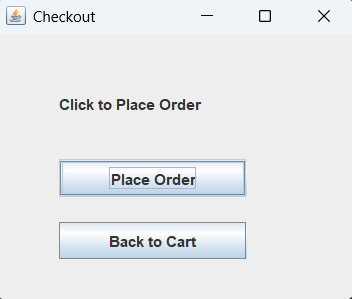 Checkout
Click to Place Order
Place Order
Back to Cart